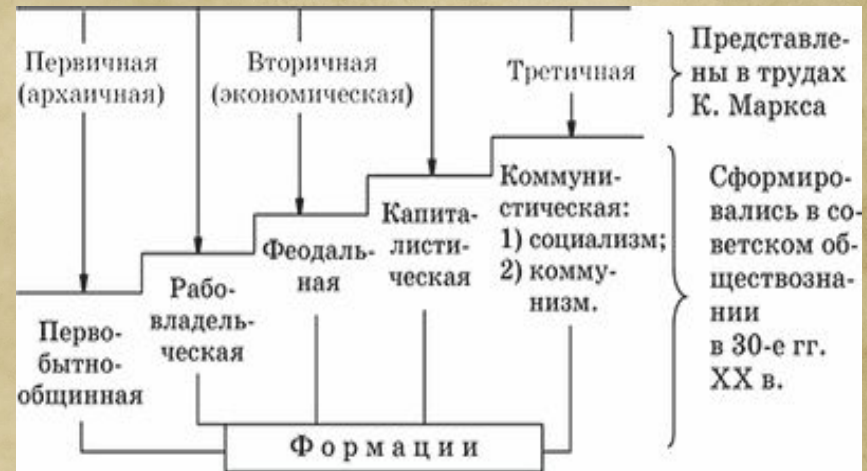 Первичная
(архаичная)
Вторичная
(экономическая)
Третичная
Представле-
ны в трудах
К. Маркса
Перво-
бытно-
общинная
Рабо-
владель-
ческая
Феодаль-
ная
Капита-
листи-
ческая
Коммуни-
стическая:
1) социализм;
2) комму-
низм.
Сформиро-
вались в со-
ветском об-
ществозна-
нии
в 30-е гг.
XX в.
Формации